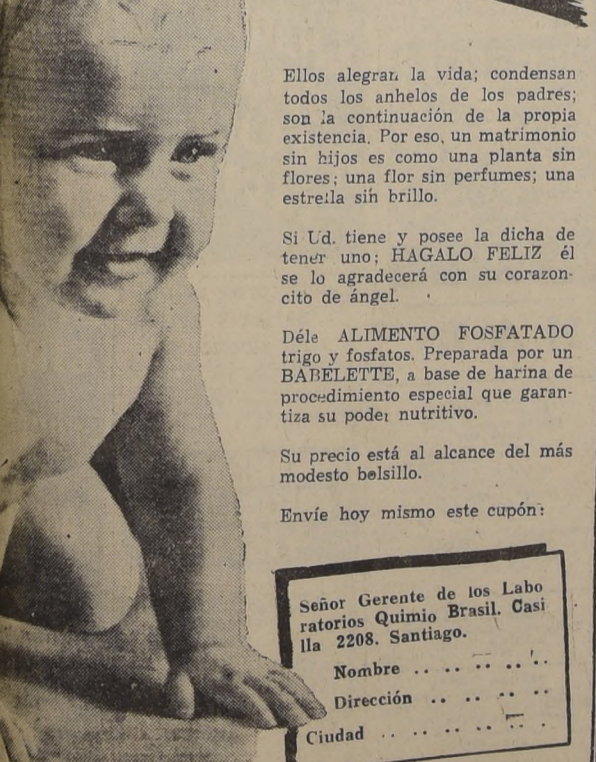 Ellos alegran la vida; condensan
todos los anhelos de los padres;
son la continuación de la propia
existencia. Por eso, un matrimonio
sin hijos es como una planta sin
flores; una flor sin perfumes; una
estrella sin brillo.
Si Ud. tiene y posee la dicha de
tener uno; HAGALO FELIZ él
se lo agradecerá con su corazon-
cito de ángel.
Déle ALIMENTO FOSFATADO
trigo y fosfatos. Preparada por un
BABELETTE, a base de harina de
procedimiento especial que garan-
tiza su poder nutritivo.
Su precio está al alcance del más
modesto bolsillo.
Envíe hoy mismo este cupón:
Señor Gerente de los Labo
ratorios Quimio Brasil. Casi
lla 2208. Santiago.
Nombre .. .. .. .. ..
Dirección .. .. .. ..
Ciudad .. .. .. .. .. .